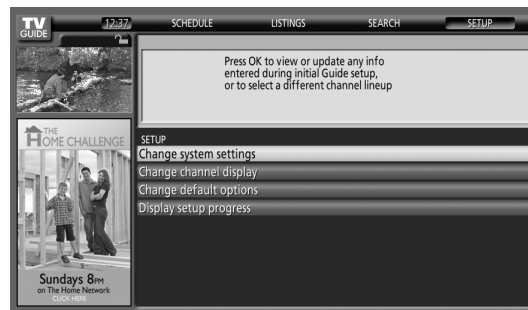 TV
GUIDE
12:37
SCHEDULE
LISTINGS
SEARCH
SETUP
Press OK to view or update any info
entered during initial Guide setup,
or to select a different channel lineup
THE
HOME CHALLENGE
Sundays 8PM
on The Home Network
CLICK HERE
SETUP
Change system settings
Change channel display
Change default options
Display setup progress